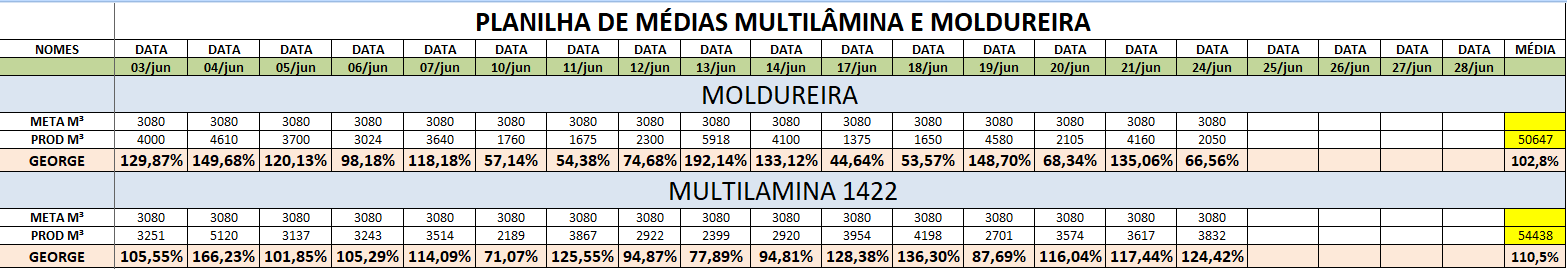 PLANILHA DE MÉDIAS MULTILÂMINA E MOLDUREIRA
NOMES DATA DATA DATA DATA DATA DATA DATA DATA DATA DATA DATA DATA DATA DATA DATA DATA DATA DATA DATA DATA MÉDIA
03/jun 04/jun 05/jun 06/jun 07/jun 10/jun 11/jun 12/jun 13/jun 14/jun 17/jun 18/jun 19/jun 20/jun 21/jun 24/jun 25/jun 26/jun 27/jun 28/jun
MOLDUREIRA
META M³ 3080 3080 3080 3080 3080 3080 3080 3080 3080 3080 3080 3080 3080 3080 3080 3080
PROD M³ 4000 4610 3700 3024 3640 1760 1675 2300 5918 4100 1375 1650 4580 2105 4160 2050 50647
GEORGE 129,87% 149,68% 120,13% 98,18% 118,18% 57,14% 54,38% 74,68% 192,14% 133,12% 44,64% 53,57% 148,70% 68,34% 135,06% 66,56% 102,8%
MULTILAMINA 1422
META M³ 3080 3080 3080 3080 3080 3080 3080 3080 3080 3080 3080 3080 3080 3080 3080 3080
PROD M³ 3251 5120 3137 3243 3514 2189 3867 2922 2399 2920 3954 4198 2701 3574 3617 3832 54438
GEORGE 105,55% 166,23% 101,85% 105,29% 114,09% 71,07% 125,55% 94,87% 77,89% 94,81% 128,38% 136,30% 87,69% 116,04% 117,44% 124,42% 110,5%